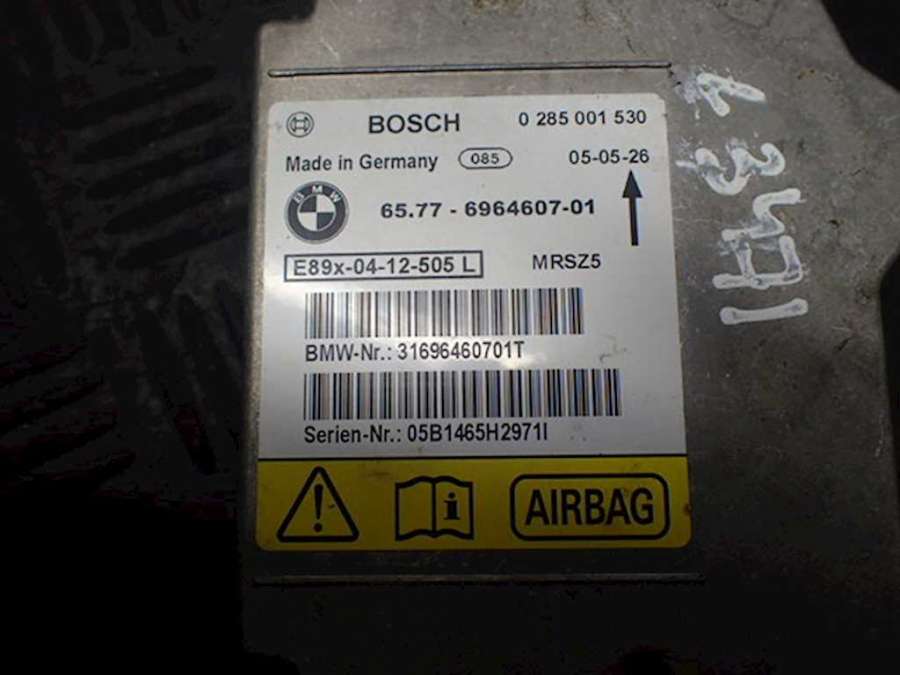 BOSCH 0 285 001 530
Made in Germany 085 05-05-26
BMW
65.77 - 6964607-01
E89x-04-12-505 L MRSZ5
BMW-Nr.: 31696460701T
Serien-Nr.: 05B1465H2971I
AIRBAG